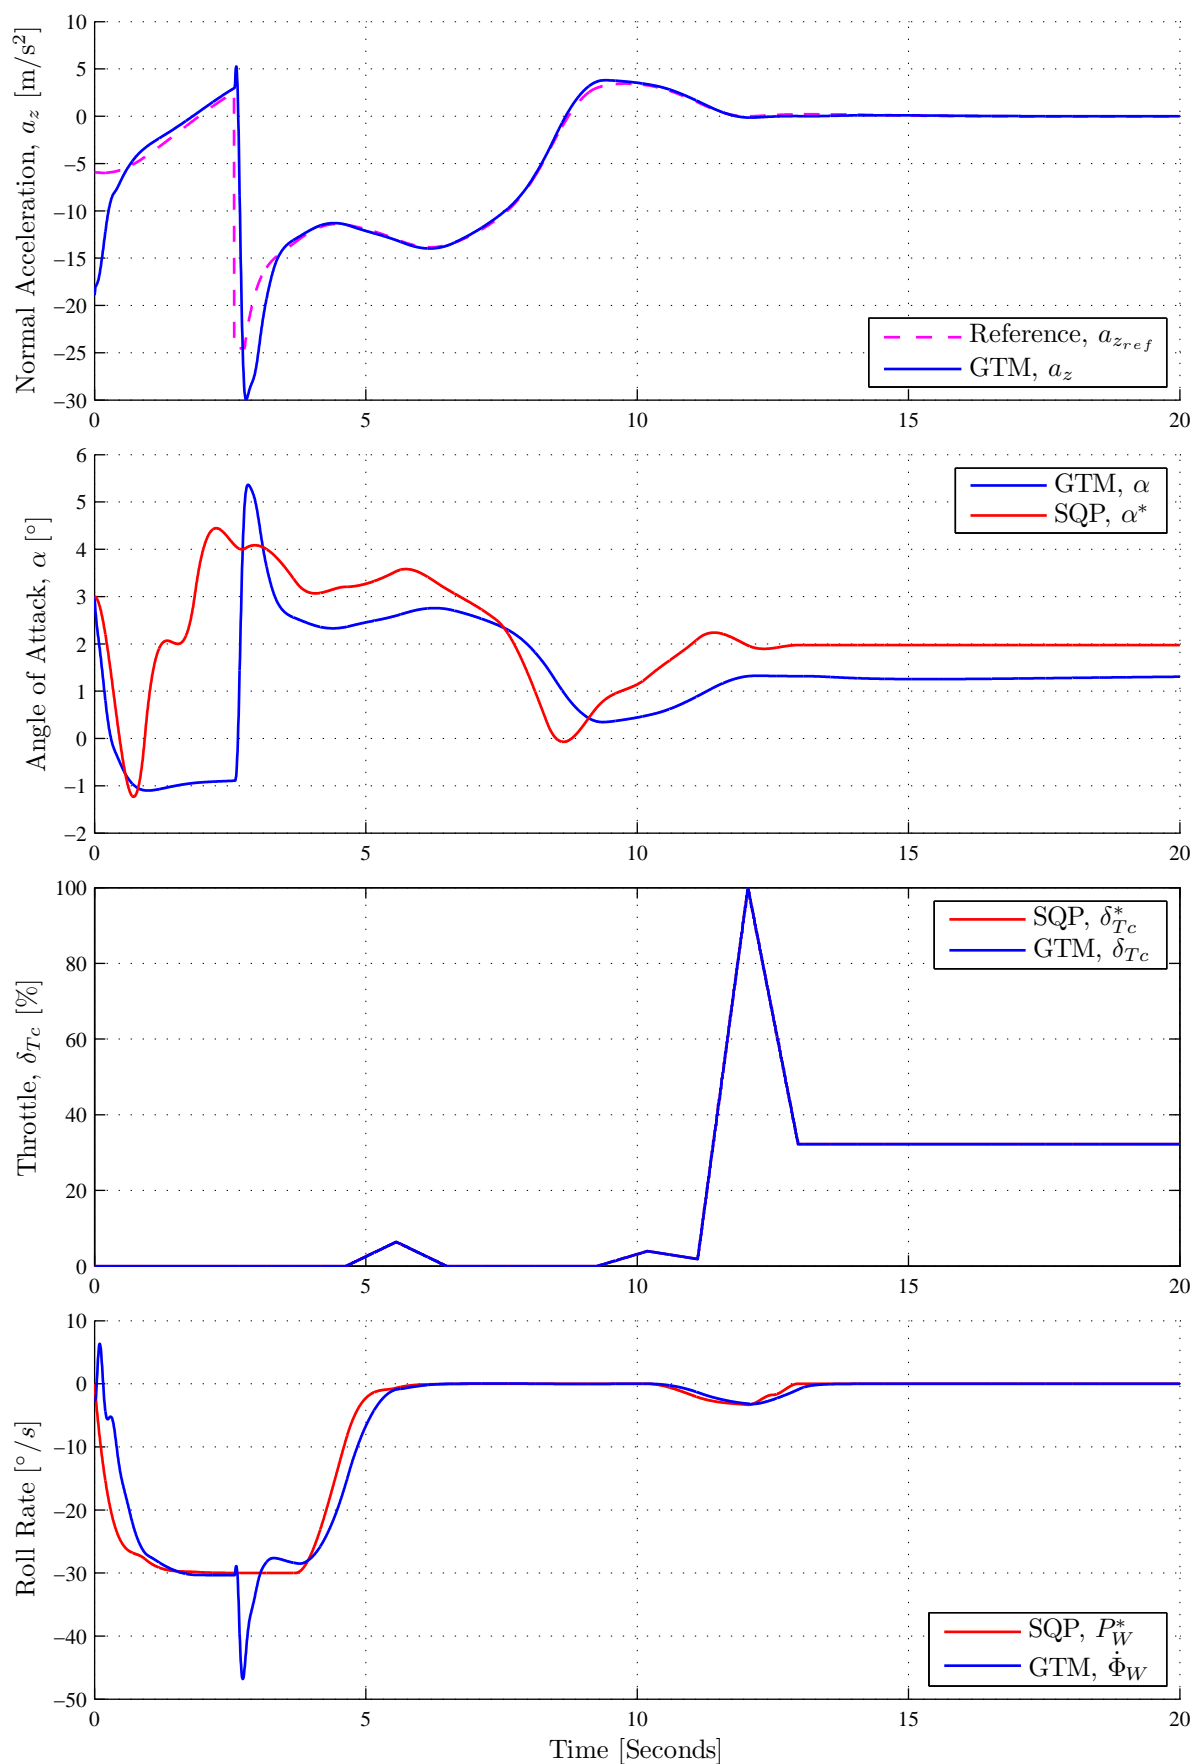 Normal Acceleration, a_z [m/s²]
10
5
0
−5
−10
−15
−20
−25
−30
0 5 10 15 20
Reference, a_{z_{ref}}
GTM, a_z
Angle of Attack, α [°]
6
5
4
3
2
1
0
−1
−2
0 5 10 15 20
GTM, α
SQP, α*
Throttle, δ_{Tc} [%]
100
80
60
40
20
0
0 5 10 15 20
SQP, δ*_{Tc}
GTM, δ_{Tc}
Roll Rate [°/s]
10
0
−10
−20
−30
−40
−50
0 5 10 15 20
SQP, P*_W
GTM, Φ̇_W
Time [Seconds]